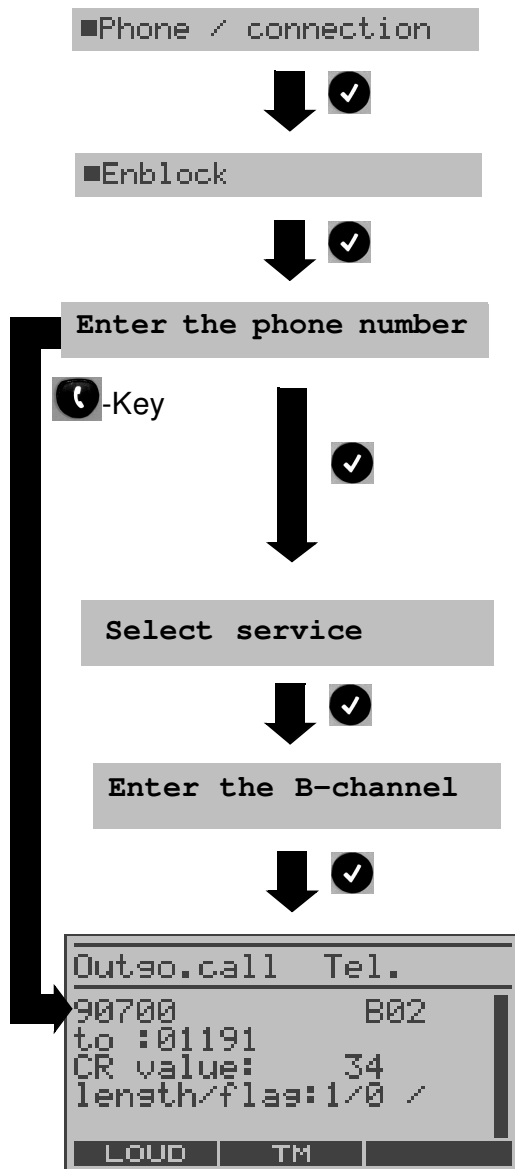 ■Phone / connection
■Enblock
Enter the phone number
-Key
Select service
Enter the B-channel
Outgo.call Tel.
90700 B02
to :01191
CR value: 34
length/flag:1/0 /
LOUD TM